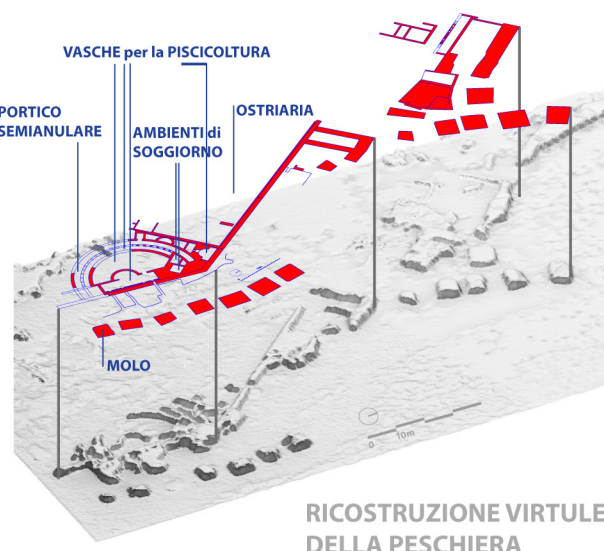 VASCHE per la PISCICOLTURA
PORTICO
SEMIANULARE
AMBIENTI di
SOGGIORNO
OSTRIARIA
MOLO
0 10m
RICOSTRUZIONE VIRTULE
DELLA PESCHIERA